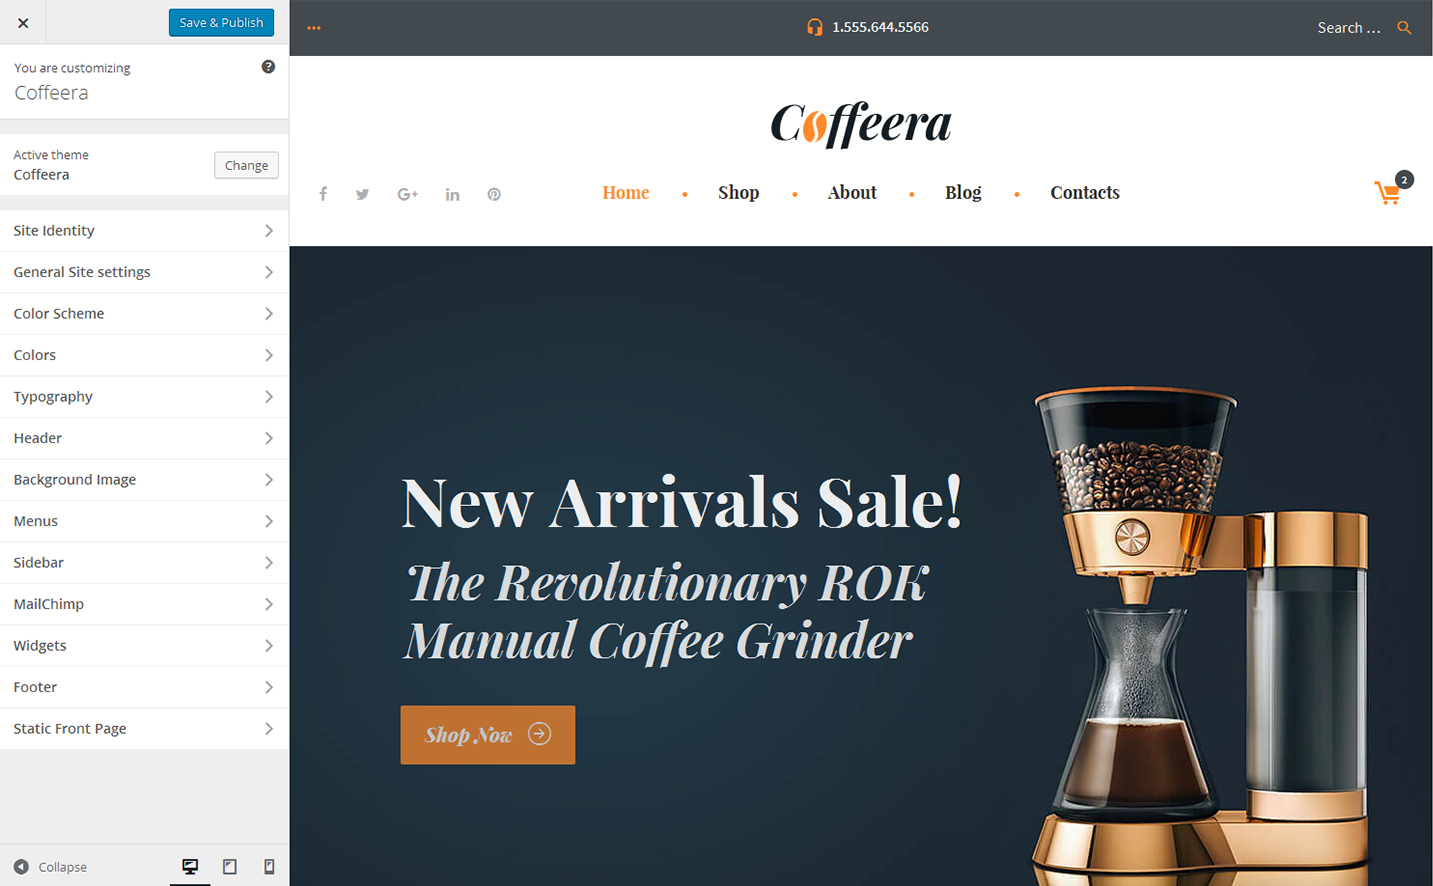 Save & Publish
You are customizing
Coffeera
Active theme
Coffeera
Change
Site Identity
General Site settings
Color Scheme
Colors
Typography
Header
Background Image
Menus
Sidebar
MailChimp
Widgets
Footer
Static Front Page
Collapse
1.555.644.5566
Search ...
Coffeera
Home • Shop • About • Blog • Contacts
2
New Arrivals Sale!
The Revolutionary ROK
Manual Coffee Grinder
Shop Now